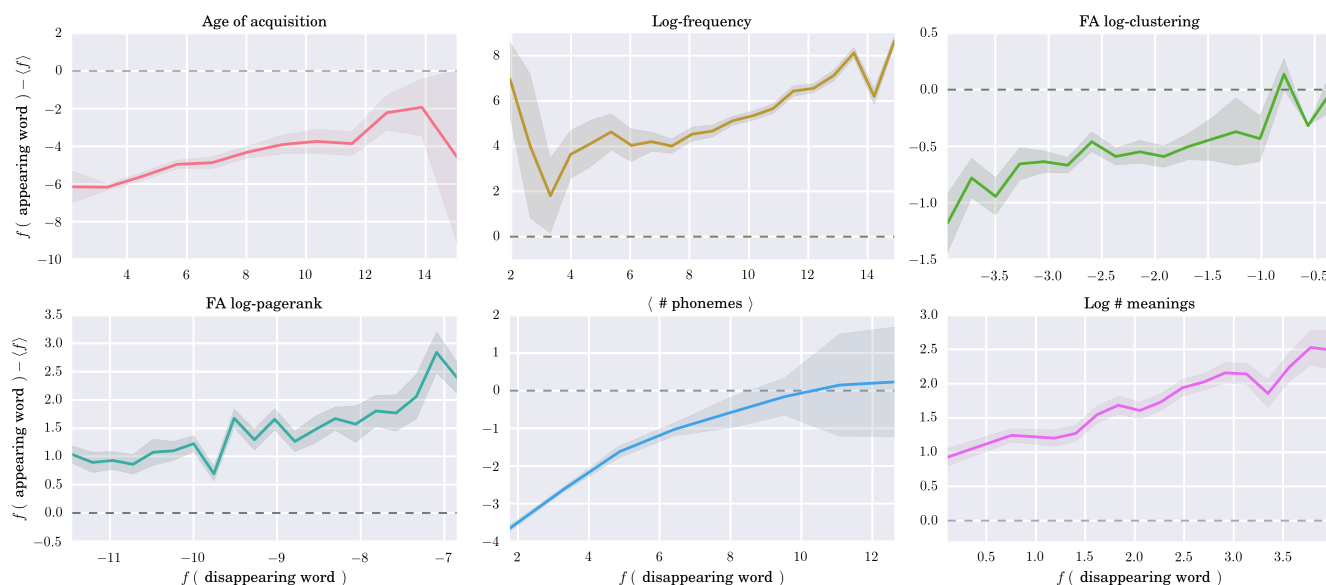 Age of acquisition
f ( appearing word ) − ⟨f⟩
2
0
−2
−4
−6
−8
−10
4 6 8 10 12 14
Log-frequency
8
6
4
2
0
2 4 6 8 10 12 14
FA log-clustering
0.5
0.0
−0.5
−1.0
−1.5
−3.5 −3.0 −2.5 −2.0 −1.5 −1.0 −0.5
FA log-pagerank
f ( appearing word ) − ⟨f⟩
3.5
3.0
2.5
2.0
1.5
1.0
0.5
0.0
−0.5
−11 −10 −9 −8 −7
f ( disappearing word )
⟨ # phonemes ⟩
2
1
0
−1
−2
−3
−4
2 4 6 8 10 12
f ( disappearing word )
Log # meanings
3.0
2.5
2.0
1.5
1.0
0.5
0.0
0.5 1.0 1.5 2.0 2.5 3.0 3.5
f ( disappearing word )